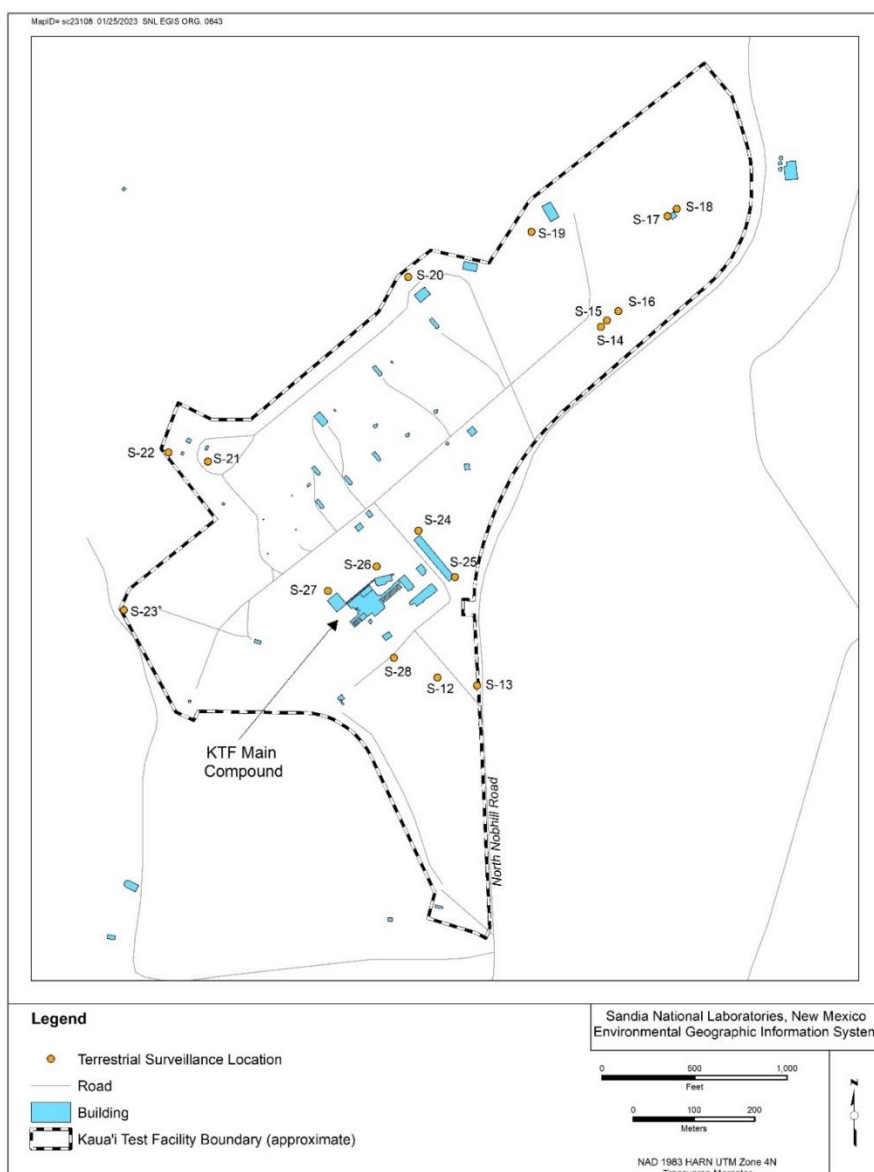 MapID= sc23108 01/25/2023 SNL EGIS ORG. 0643
S-18
S-17
S-19
S-20
S-16
S-15
S-14
S-22
S-21
S-24
S-25
S-26
S-27
S-23
S-28
S-12
S-13
KTF Main
Compound
North Nobhill Road
Legend
Terrestrial Surveillance Location
Road
Building
Kaua'i Test Facility Boundary (approximate)
Sandia National Laboratories, New Mexico
Environmental Geographic Information System
0 500 1,000
Feet
0 100 200
Meters
N
NAD 1983 HARN UTM Zone 4N